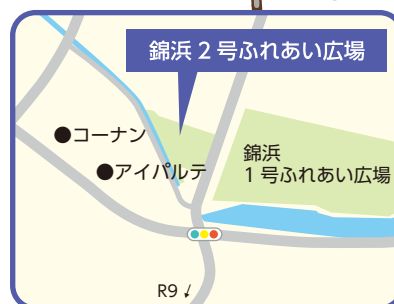 錦浜２号ふれあい広場
●コーナン
●アイパルテ
錦浜
１号ふれあい広場
R9↙